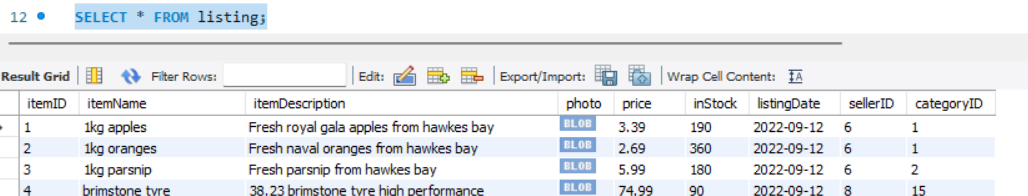 12 SELECT * FROM listing;
Result Grid Filter Rows: Edit: Export/Import: Wrap Cell Content: IA
itemID itemName itemDescription photo price inStock listingDate sellerID categoryID
1 1kg apples Fresh royal gala apples from hawkes bay BLOB 3.39 190 2022-09-12 6 1
2 1kg oranges Fresh naval oranges from hawkes bay BLOB 2.69 360 2022-09-12 6 1
3 1kg parsnip Fresh parsnip from hawkes bay BLOB 5.99 180 2022-09-12 6 2
4 brimstone tyre 38.23 brimstone tyre high performance BLOB 74.99 90 2022-09-12 8 15